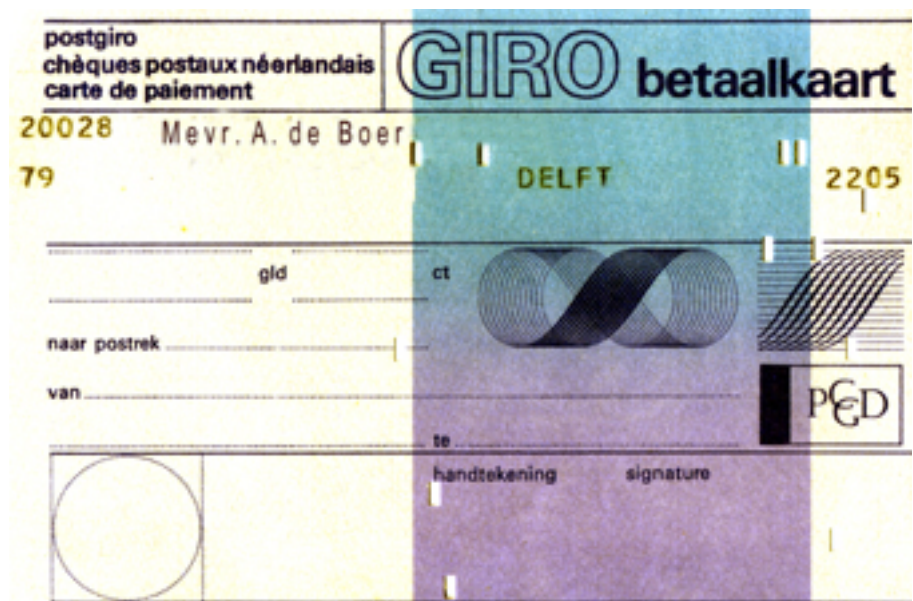 postgiro
chèques postaux néerlandais
carte de paiement
GIRO betaalkaart
20028 Mevr. A. de Boer
79 DELFT 2205
gld ct
naar postrek
van
te
PCGD
handtekening signature